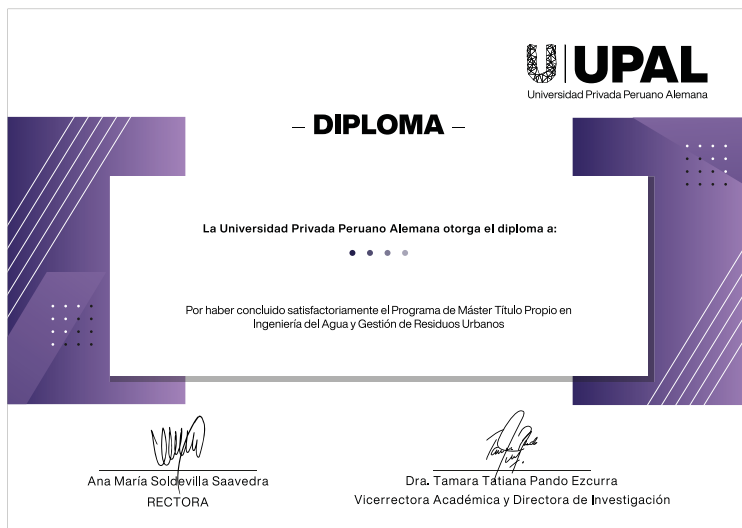 UPAL
Universidad Privada Peruano Alemana
– DIPLOMA –
La Universidad Privada Peruano Alemana otorga el diploma a:
Por haber concluido satisfactoriamente el Programa de Máster Título Propio en
Ingeniería del Agua y Gestión de Residuos Urbanos
Ana María Soldevilla Saavedra
RECTORA
Dra. Tamara Tatiana Pando Ezcurra
Vicerrectora Académica y Directora de Investigación